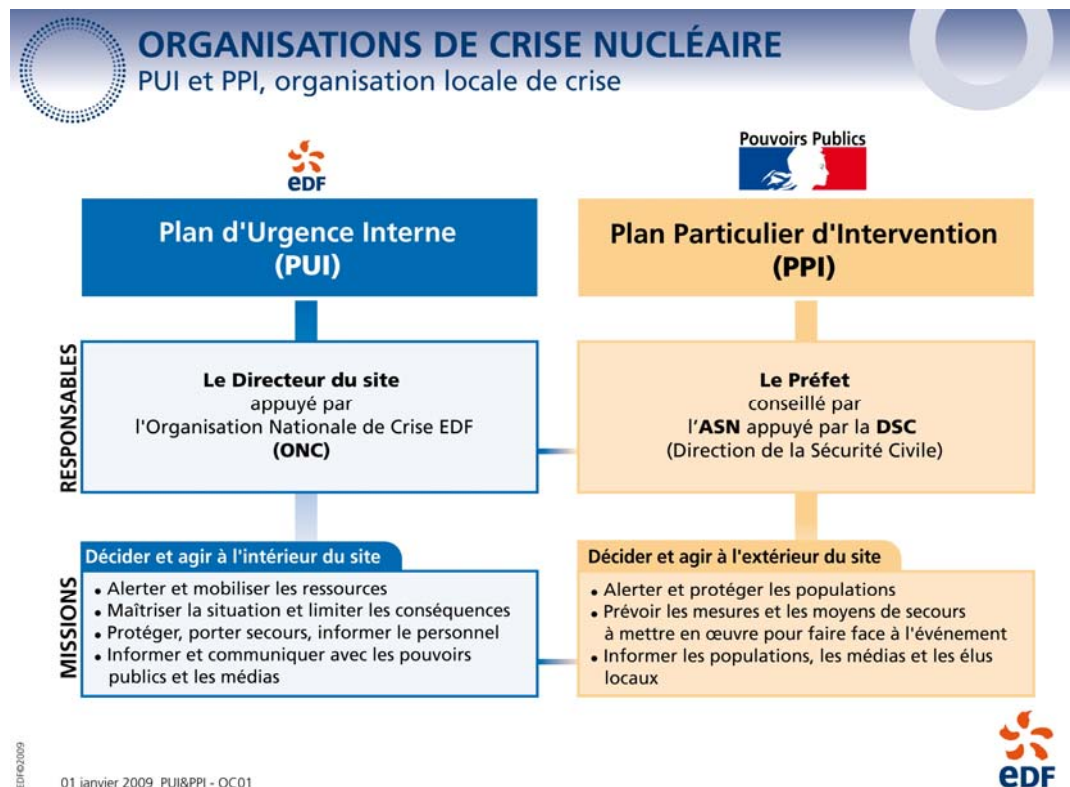 ORGANISATIONS DE CRISE NUCLÉAIRE
PUI et PPI, organisation locale de crise
eDF
Pouvoirs Publics
Plan d'Urgence Interne
(PUI)
Plan Particulier d'Intervention
(PPI)
RESPONSABLES
Le Directeur du site
appuyé par
l'Organisation Nationale de Crise EDF
(ONC)
Le Préfet
conseillé par
l'ASN appuyé par la DSC
(Direction de la Sécurité Civile)
MISSIONS
Décider et agir à l'intérieur du site
• Alerter et mobiliser les ressources
• Maîtriser la situation et limiter les conséquences
• Protéger, porter secours, informer le personnel
• Informer et communiquer avec les pouvoirs
publics et les médias
Décider et agir à l'extérieur du site
• Alerter et protéger les populations
• Prévoir les mesures et les moyens de secours
à mettre en œuvre pour faire face à l'événement
• Informer les populations, les médias et les élus
locaux
EDF©2009
01 janvier 2009 PUI&PPI - OC01
eDF